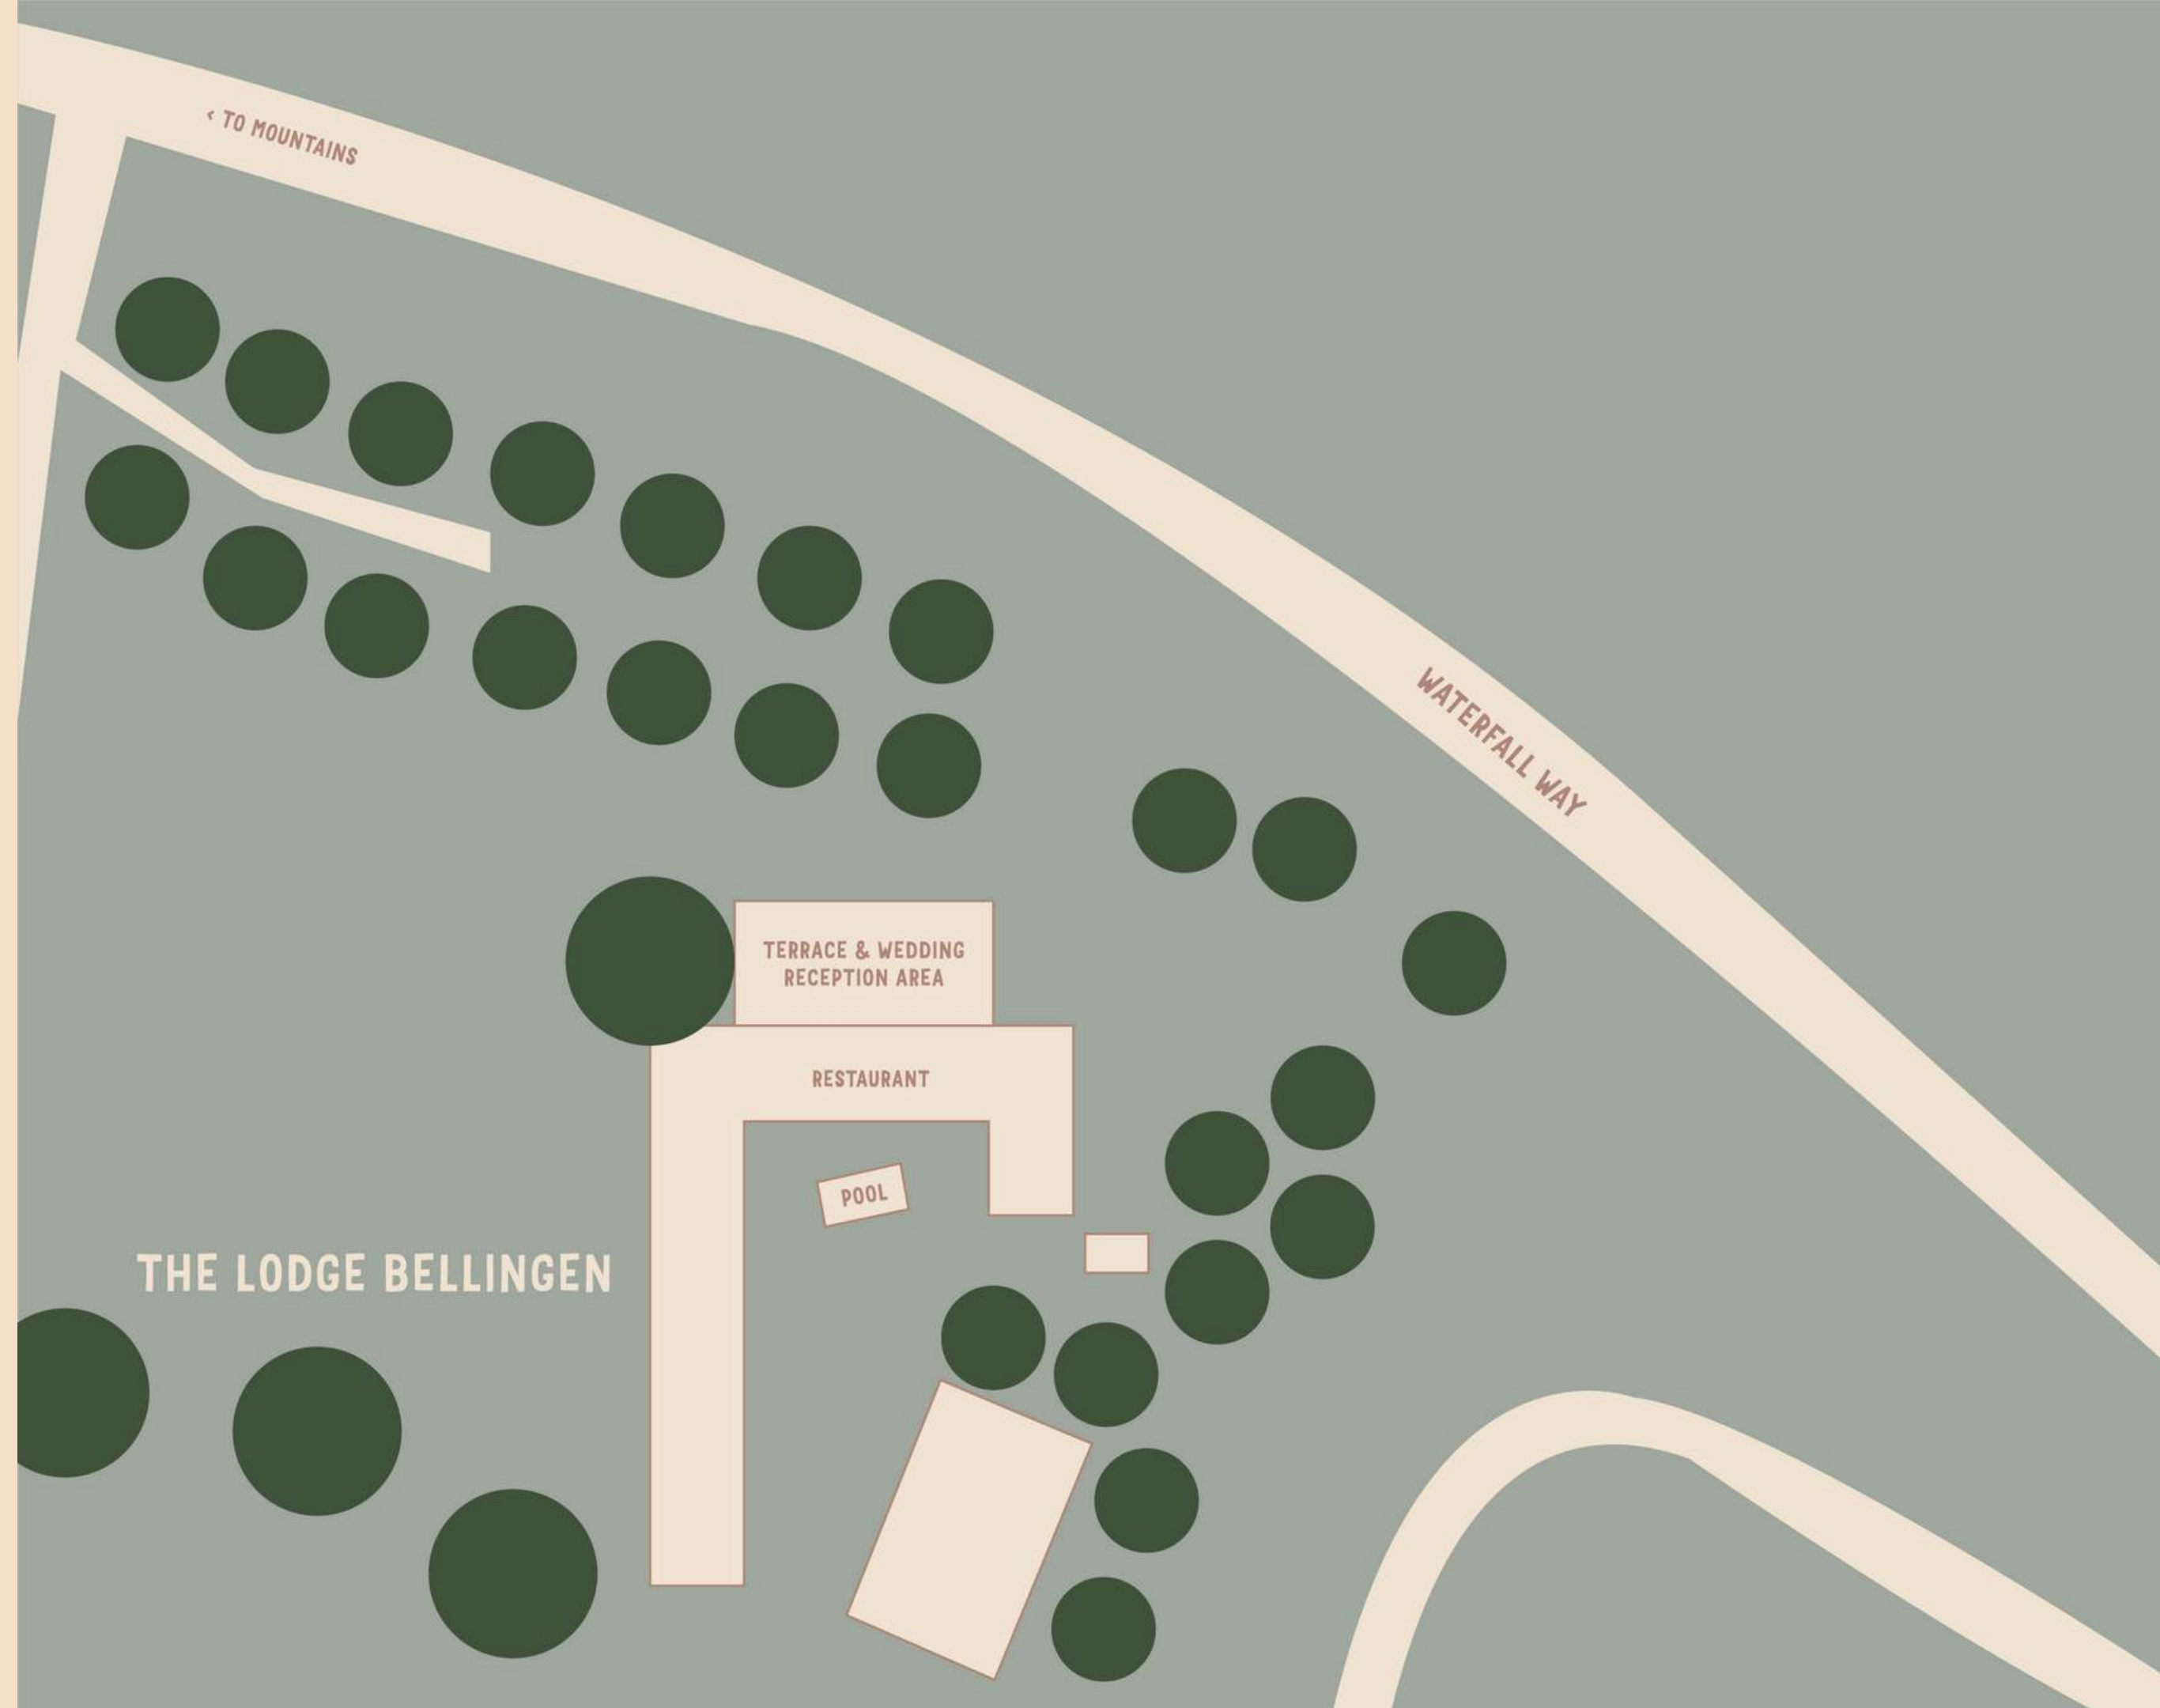 ‹ TO MOUNTAINS
WATERFALL WAY
TERRACE & WEDDING
RECEPTION AREA
RESTAURANT
POOL
THE LODGE BELLINGEN